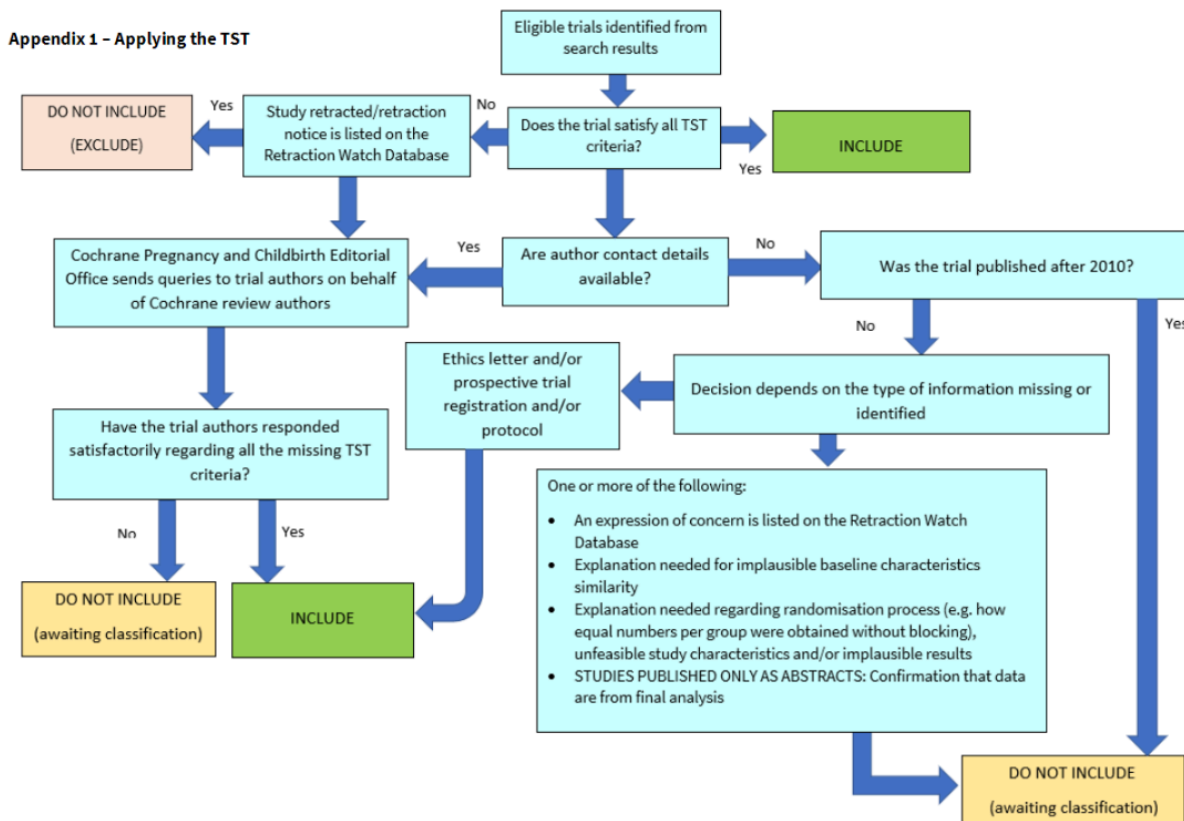 Appendix 1 – Applying the TST
Eligible trials identified from
search results
DO NOT INCLUDE
(EXCLUDE)
Yes
Study retracted/retraction
notice is listed on the
Retraction Watch Database
No
Does the trial satisfy all TST
criteria?
Yes
INCLUDE
Cochrane Pregnancy and Childbirth Editorial
Office sends queries to trial authors on behalf
of Cochrane review authors
Yes
Are author contact details
available?
No
Was the trial published after 2010?
No
Yes
Ethics letter and/or
prospective trial
registration and/or
protocol
Decision depends on the type of information missing or
identified
Have the trial authors responded
satisfactorily regarding all the missing TST
criteria?
No
Yes
One or more of the following:
• An expression of concern is listed on the Retraction Watch
Database
• Explanation needed for implausible baseline characteristics
similarity
• Explanation needed regarding randomisation process (e.g. how
equal numbers per group were obtained without blocking),
unfeasible study characteristics and/or implausible results
• STUDIES PUBLISHED ONLY AS ABSTRACTS: Confirmation that data
are from final analysis
DO NOT INCLUDE
(awaiting classification)
INCLUDE
DO NOT INCLUDE
(awaiting classification)